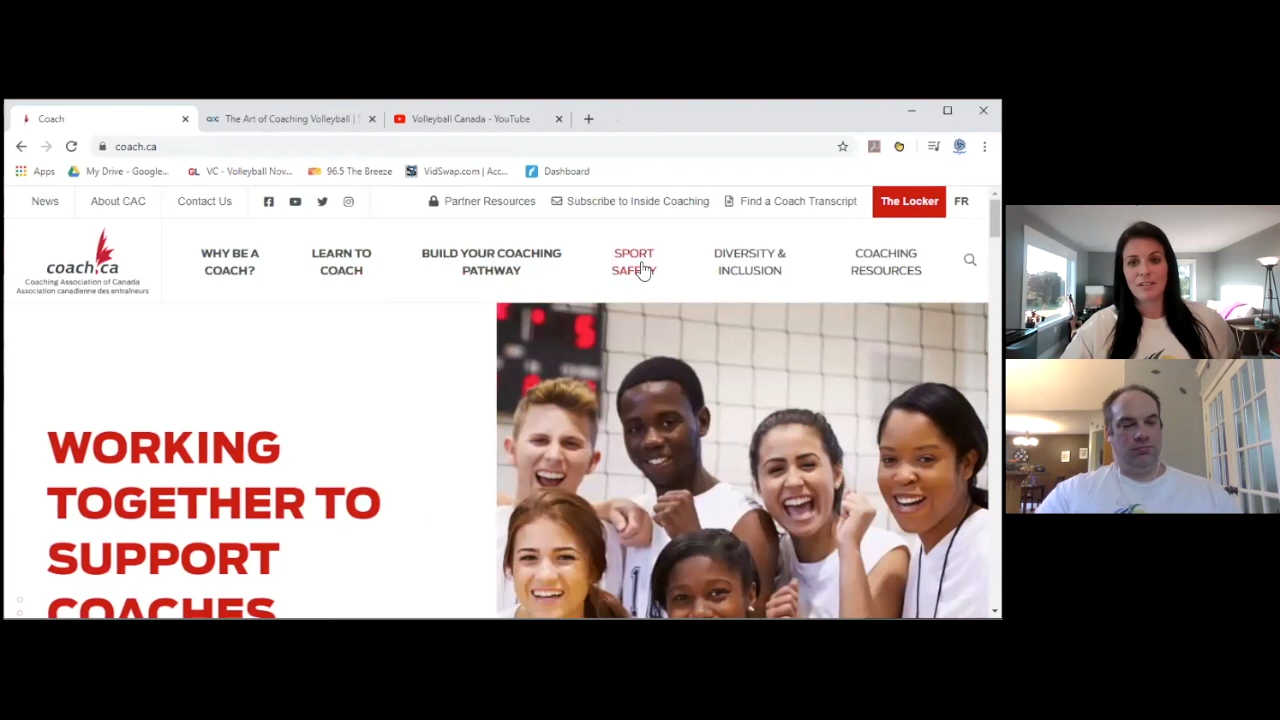 Coach
The Art of Coaching Volleyball |
Volleyball Canada - YouTube
coach.ca
Apps
My Drive - Google...
GL VC - Volleyball Nov...
96.5 The Breeze
VidSwap.com | Acc...
Dashboard
News
About CAC
Contact Us
Partner Resources
Subscribe to Inside Coaching
Find a Coach Transcript
The Locker
FR
coach.ca
Coaching Association of Canada
Association canadienne des entraîneurs
WHY BE A
COACH?
LEARN TO
COACH
BUILD YOUR COACHING
PATHWAY
SPORT
SAFETY
DIVERSITY &
INCLUSION
COACHING
RESOURCES
WORKING
TOGETHER TO
SUPPORT
COACHES